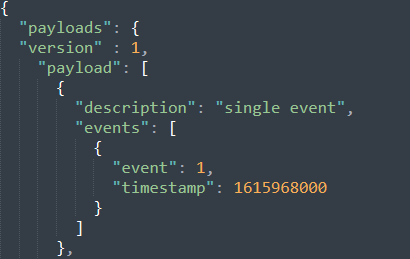 {
  "payloads": {
  "version" : 1,
    "payload": [
      {
        "description": "single event",
        "events": [
          {
            "event": 1,
            "timestamp": 1615968000
          }
        ]
      },